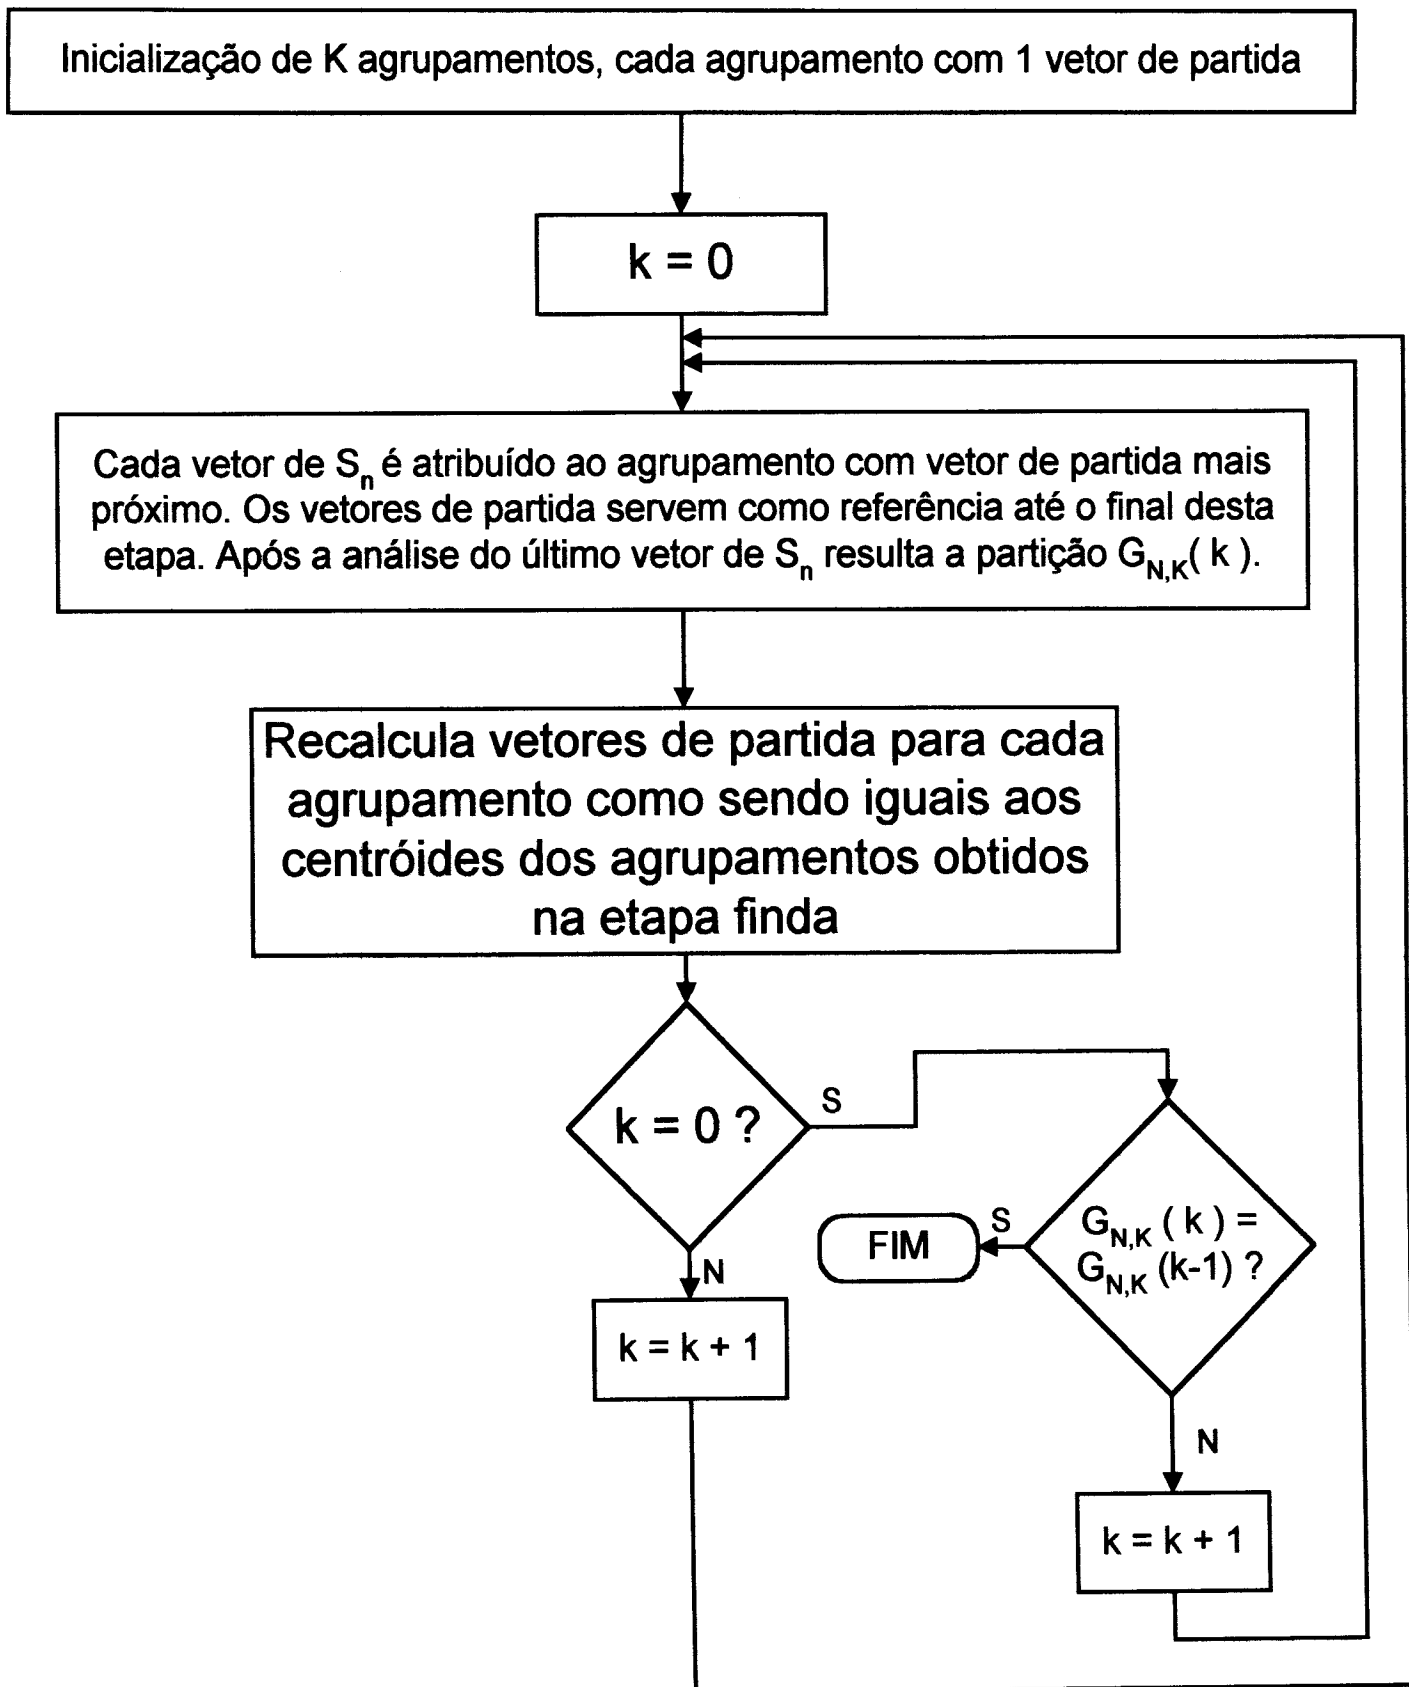 Inicialização de K agrupamentos, cada agrupamento com 1 vetor de partida
k = 0
Cada vetor de Sn é atribuído ao agrupamento com vetor de partida mais
próximo. Os vetores de partida servem como referência até o final desta
etapa. Após a análise do último vetor de Sn resulta a partição GN,K( k ).
Recalcula vetores de partida para cada
agrupamento como sendo iguais aos
centróides dos agrupamentos obtidos
na etapa finda
k = 0 ?
S
N
k = k + 1
GN,K ( k ) =
GN,K (k-1) ?
S
FIM
N
k = k + 1